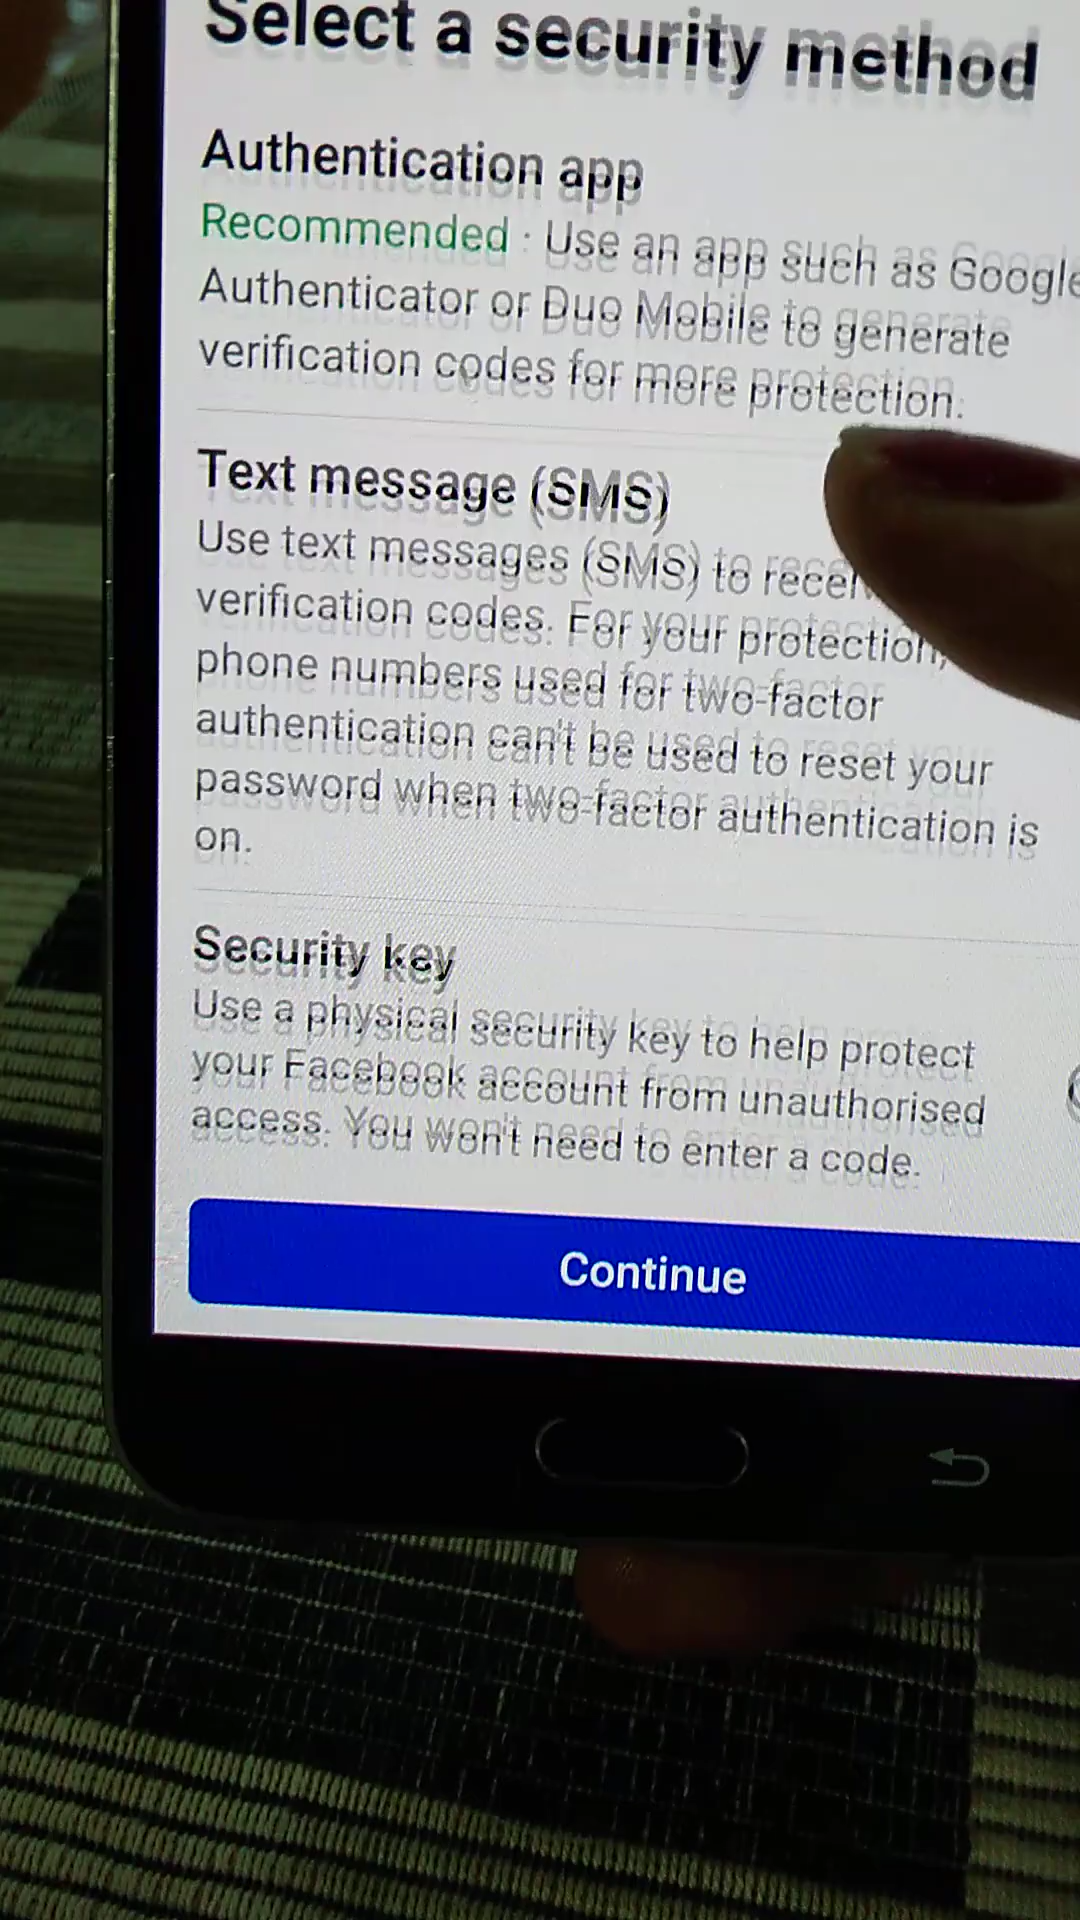 Select a security method
Authentication app
Recommended : Use an app such as Google
Authenticator or Duo Mobile to generate
verification codes for more protection.
Text message (SMS)
Use text messages (SMS) to
verification codes. For your protection,
phone numbers used for two-factor
authentication can't be used to reset your
password when two-factor authentication is
on.
Security key
Use a physical security key to help protect
your Facebook account from unauthorised
access. You won't need to enter a code.
Continue